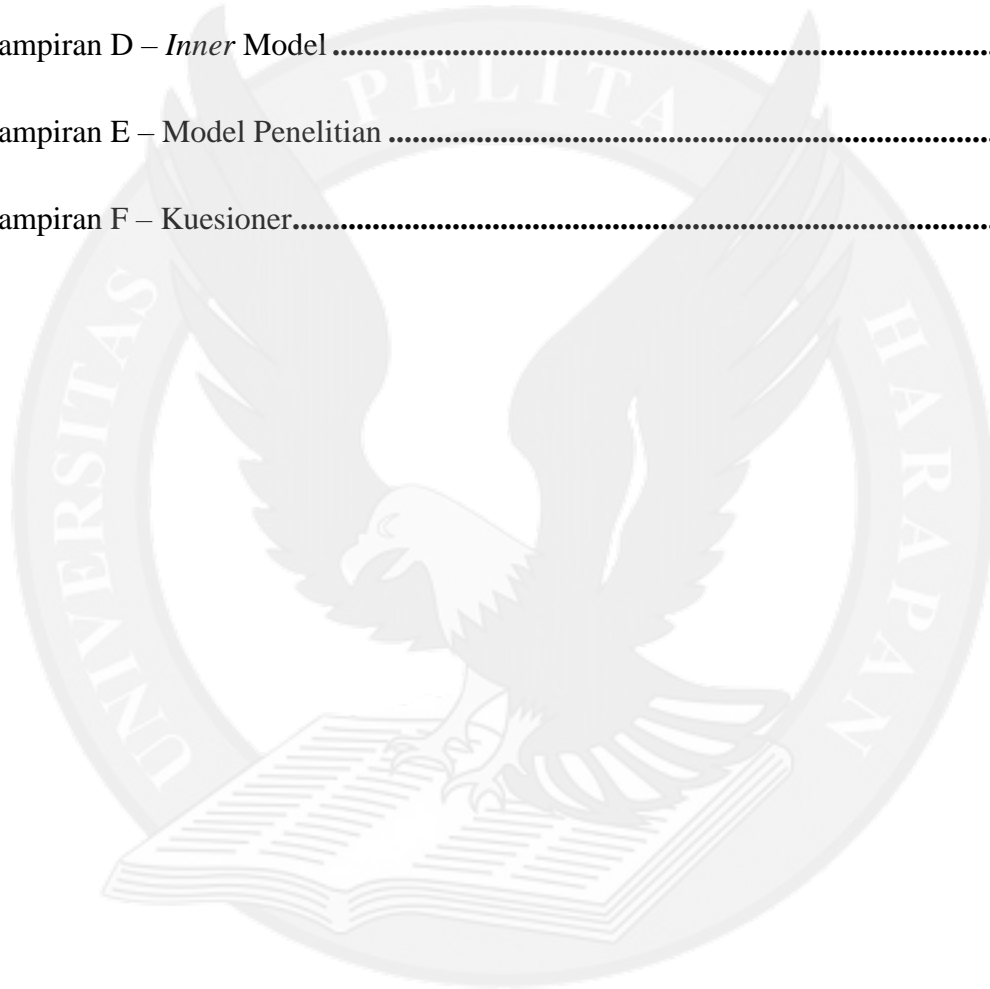 ampiran D – Inner Model ..........................................................................................
ampiran E – Model Penelitian ..................................................................................
ampiran F – Kuesioner..............................................................................................
UNIVERSITAS PELITA HARAPAN